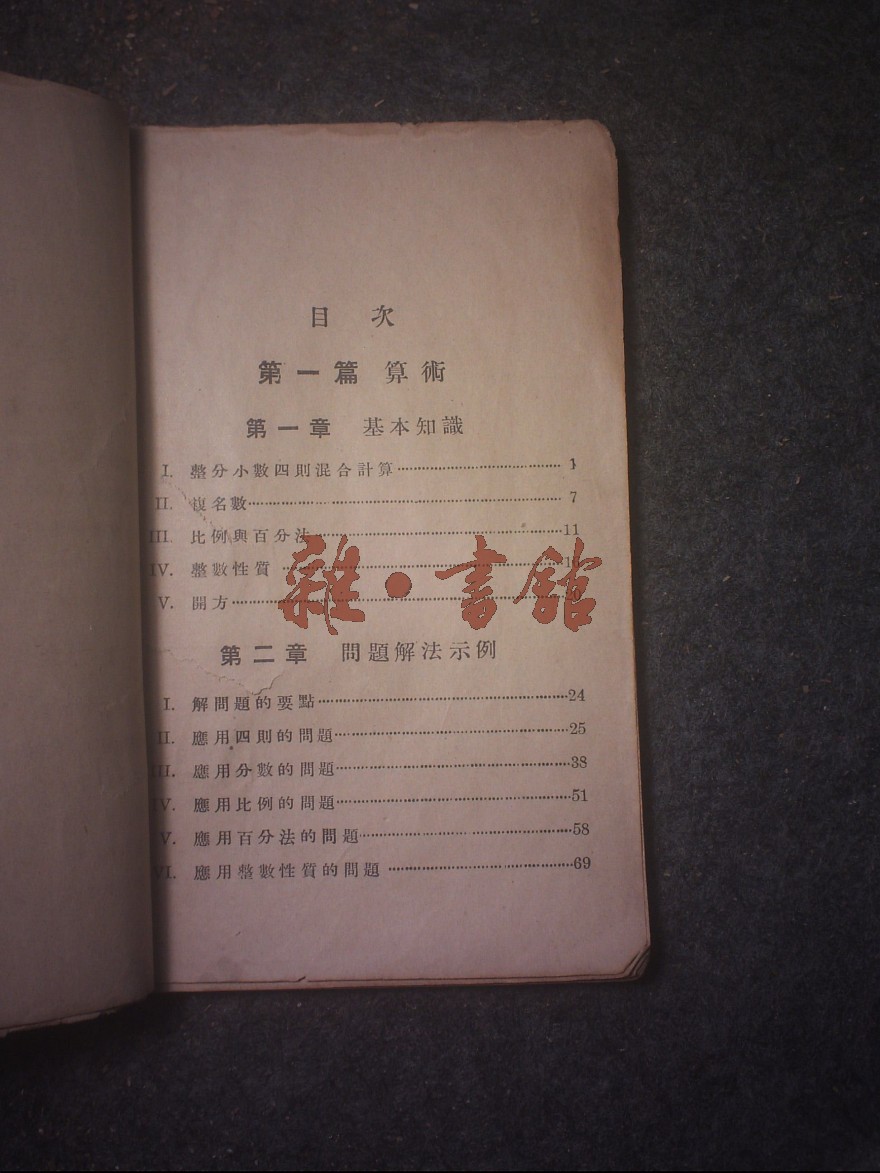 目次
第一篇 算術
第一章 基本知識
I. 整分小數四則混合計算 1
II. 複名數 7
III. 比例與百分法 11
IV. 整數性質
V. 開方
雜·書館
第二章 問題解法示例
I. 解問題的要點 24
II. 應用四則的問題 25
III. 應用分數的問題 38
IV. 應用比例的問題 51
V. 應用百分法的問題 58
VI. 應用整數性質的問題 69